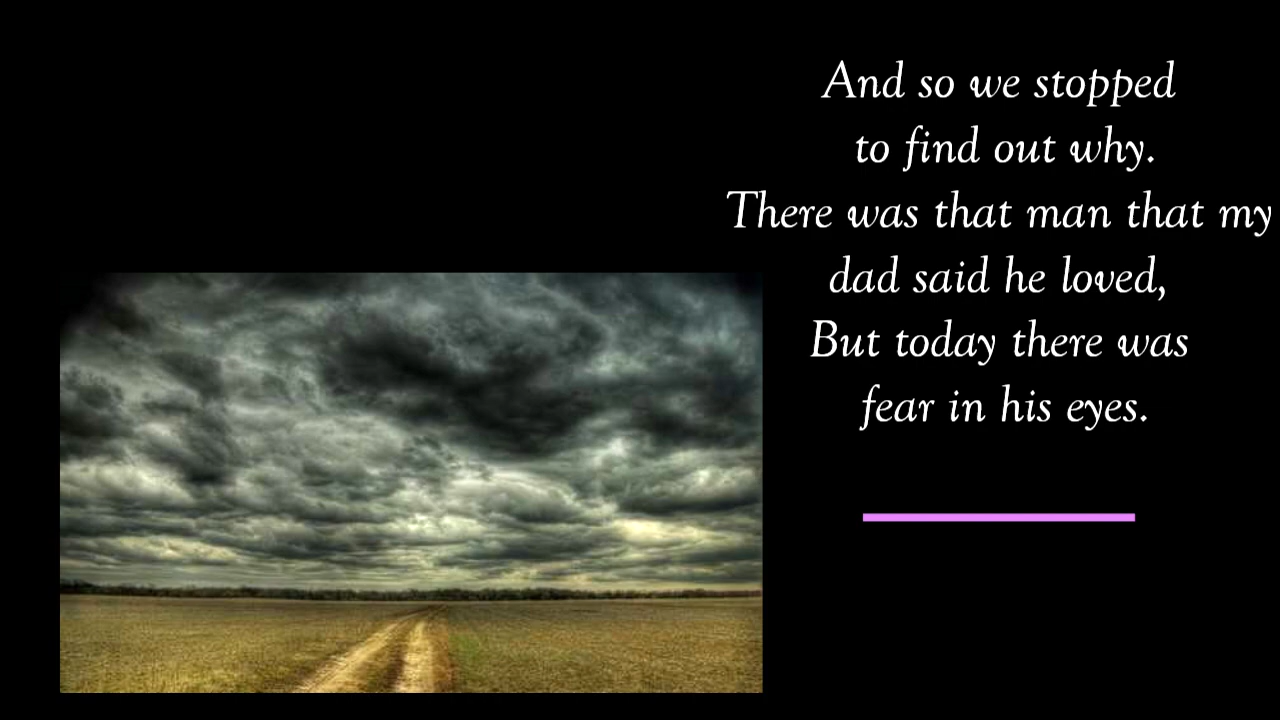 And so we stopped
to find out why.
There was that man that my
dad said he loved,
But today there was
fear in his eyes.